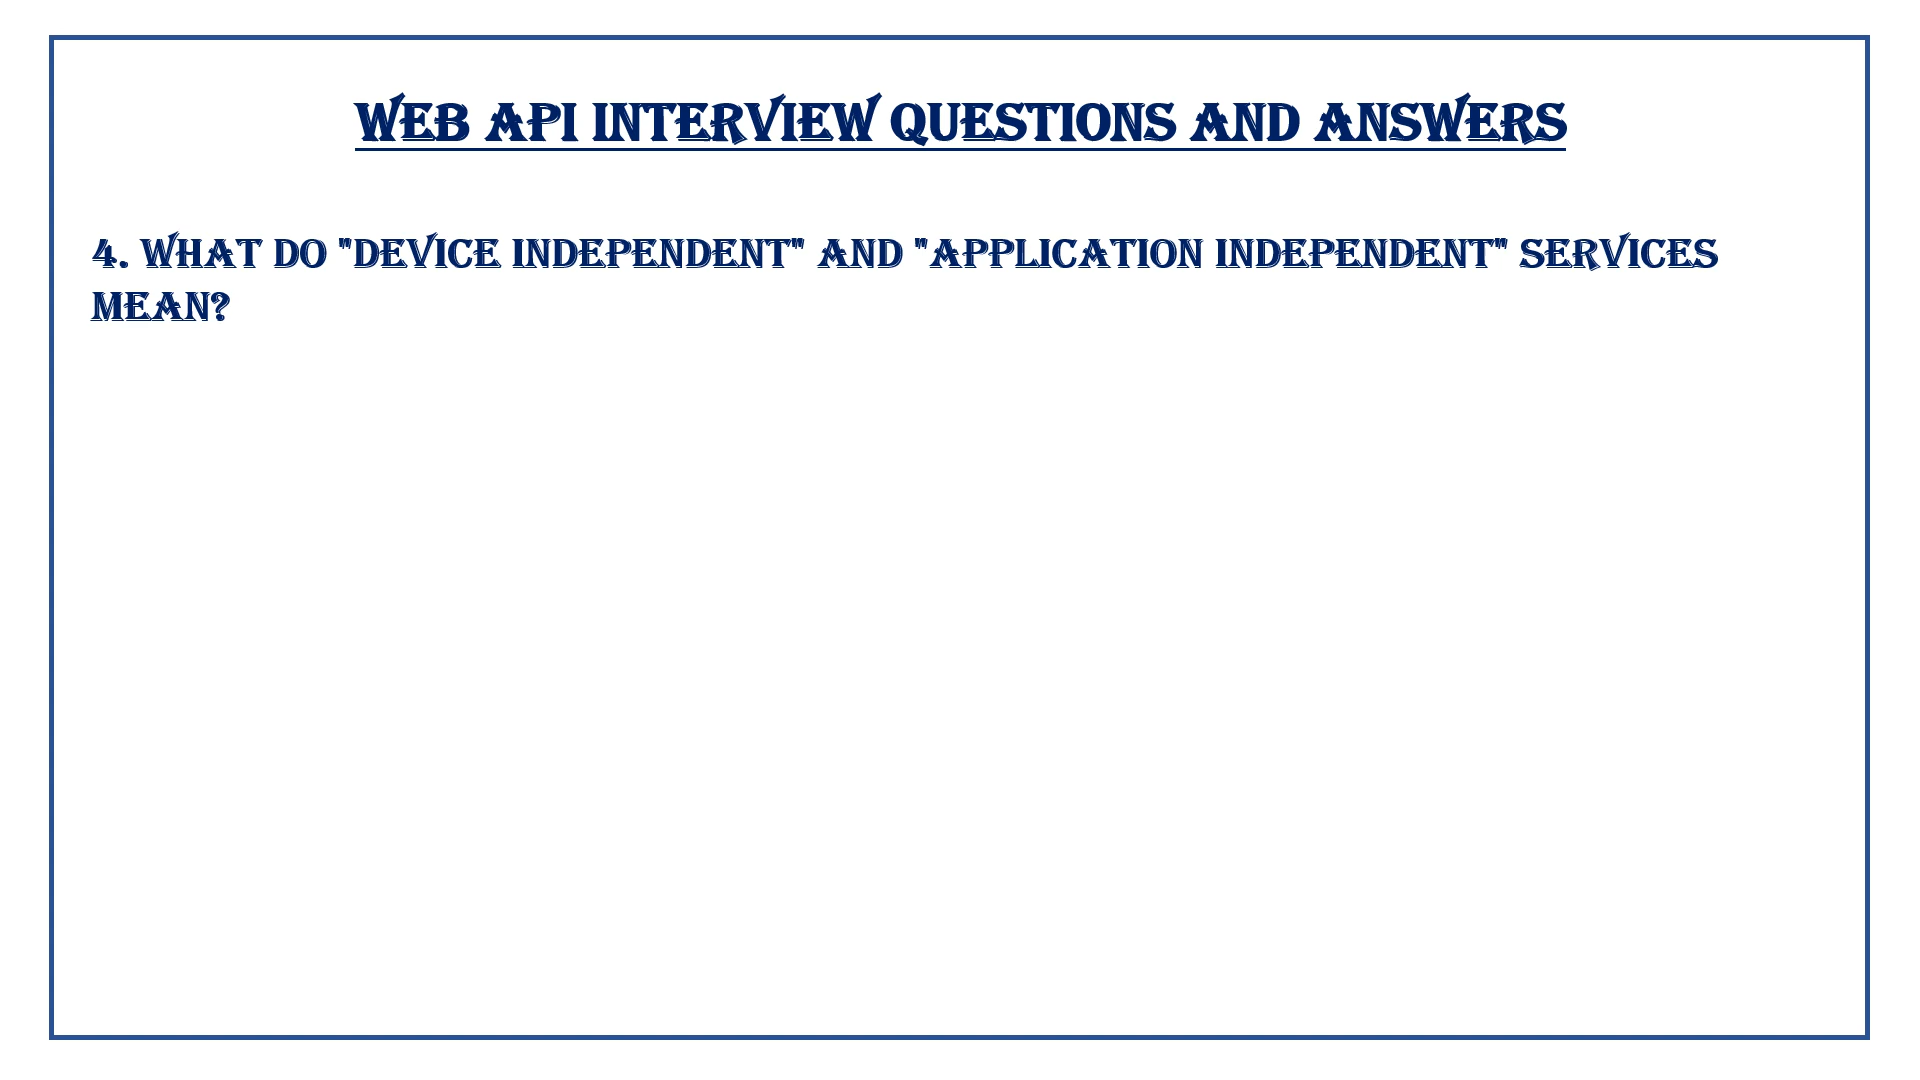 WEB API INTERVIEW QUESTIONS AND ANSWERS
4. WHAT DO "DEVICE INDEPENDENT" AND "APPLICATION INDEPENDENT" SERVICES
MEAN?